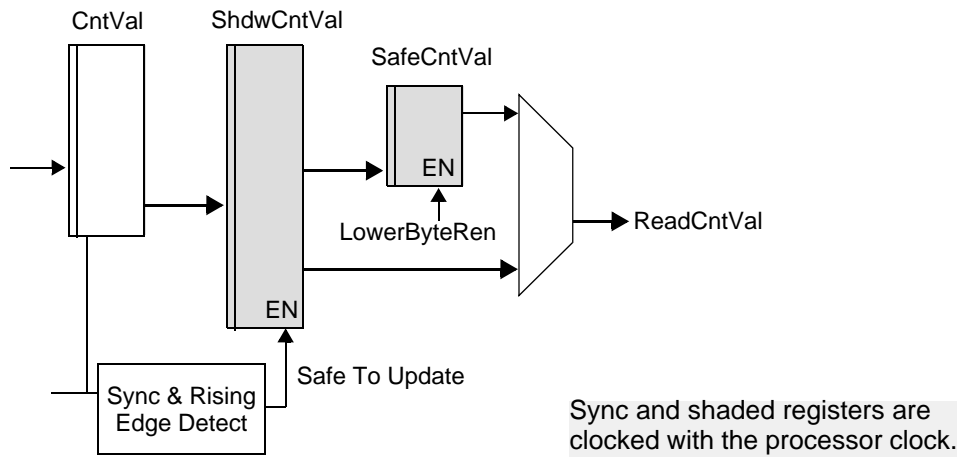 CntVal
ShdwCntVal
SafeCntVal
EN
LowerByteRen
ReadCntVal
EN
Safe To Update
Sync & Rising
Edge Detect
Sync and shaded registers are
clocked with the processor clock.